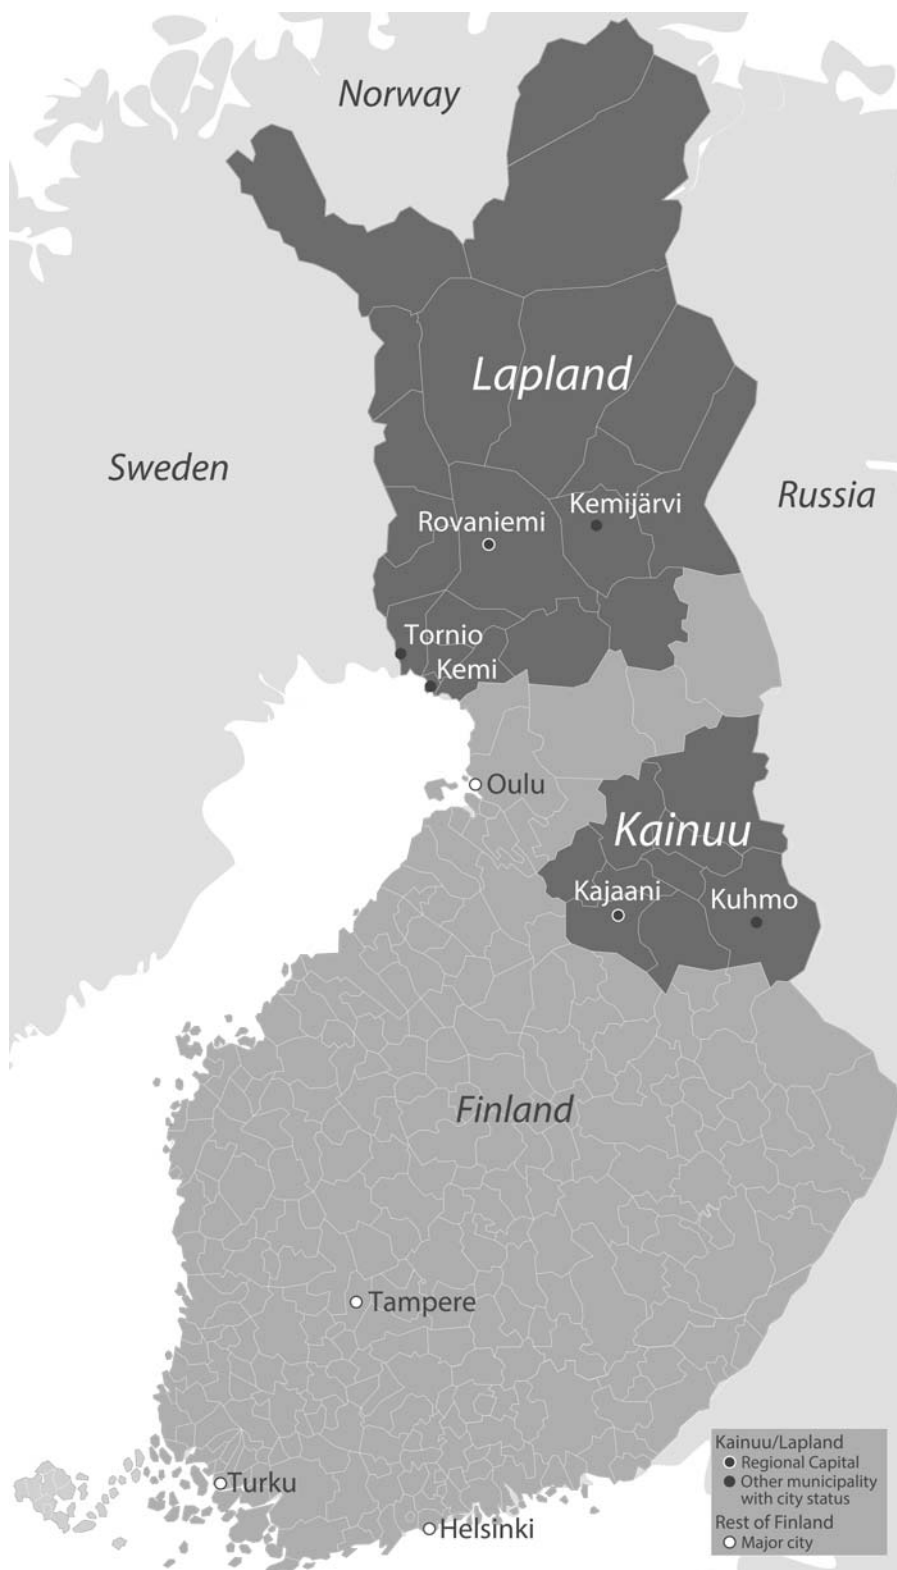 Norway
Lapland
Sweden
Russia
Kemijärvi
Rovaniemi
Tornio
Kemi
Oulu
Kainuu
Kajaani
Kuhmo
Finland
Tampere
Turku
Helsinki
Kainuu/Lapland
Regional Capital
Other municipality
with city status
Rest of Finland
Major city